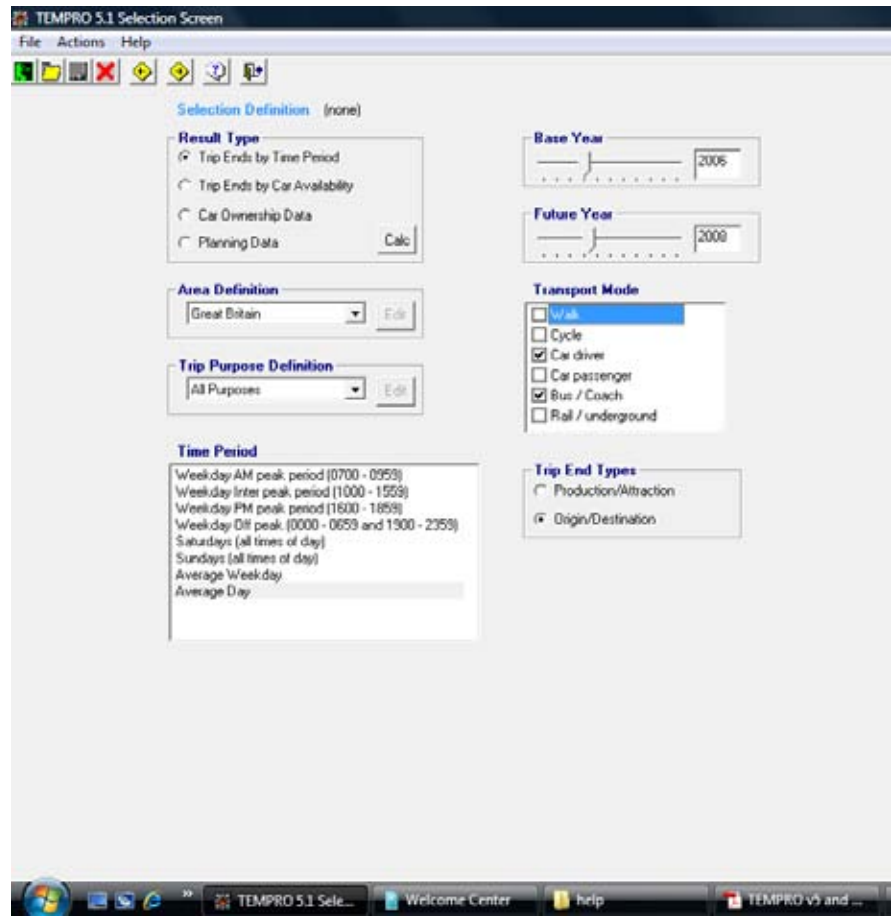 TEMPRO 5.1 Selection Screen
File Actions Help
Selection Definition (none)
Result Type
Trip Ends by Time Period
Trip Ends by Car Availability
Car Ownership Data
Planning Data
Calc
Base Year
2006
Future Year
2008
Area Definition
Great Britain
Edit
Trip Purpose Definition
All Purposes
Edit
Transport Mode
Walk
Cycle
Car driver
Car passenger
Bus / Coach
Rail / underground
Time Period
Weekday AM peak period (0700 - 0959)
Weekday Inter peak period (1000 - 1559)
Weekday PM peak period (1600 - 1859)
Weekday Off peak (0000 - 0659 and 1900 - 2359)
Saturdays (all times of day)
Sundays (all times of day)
Average Weekday
Average Day
Trip End Types
Production/Attraction
Origin/Destination
TEMPRO 5.1 Sele...
Welcome Center
help
TEMPRO v5 and ...